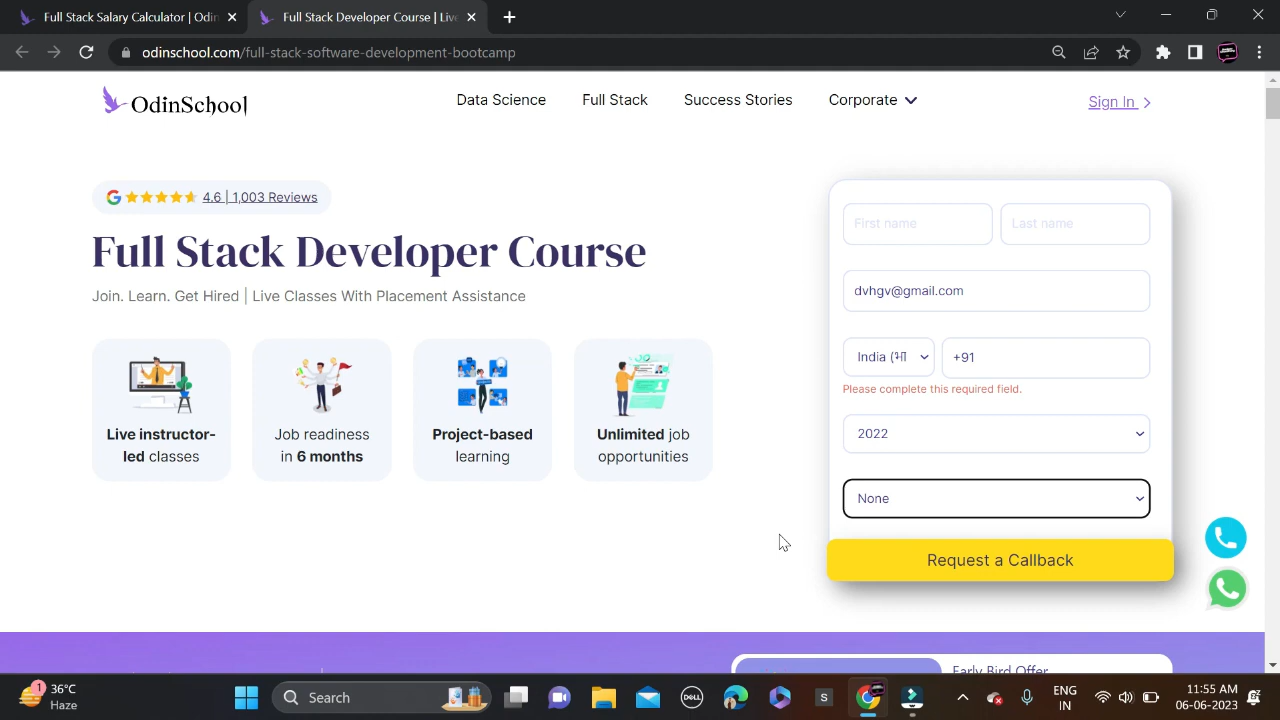 Full Stack Salary Calculator | Odin
Full Stack Developer Course | Live
odinschool.com/full-stack-software-development-bootcamp
OdinSchool
Data Science
Full Stack
Success Stories
Corporate
Sign In
4.6 | 1,003 Reviews
Full Stack Developer Course
Join. Learn. Get Hired | Live Classes With Placement Assistance
Live instructor-
led classes
Job readiness
in 6 months
Project-based
learning
Unlimited job
opportunities
First name
Last name
dvhgv@gmail.com
India (
+91
Please complete this required field.
2022
None
Request a Callback
Early Bird Offer
1
36°C
Haze
Search
DELL
S
ENG
IN
11:55 AM
06-06-2023